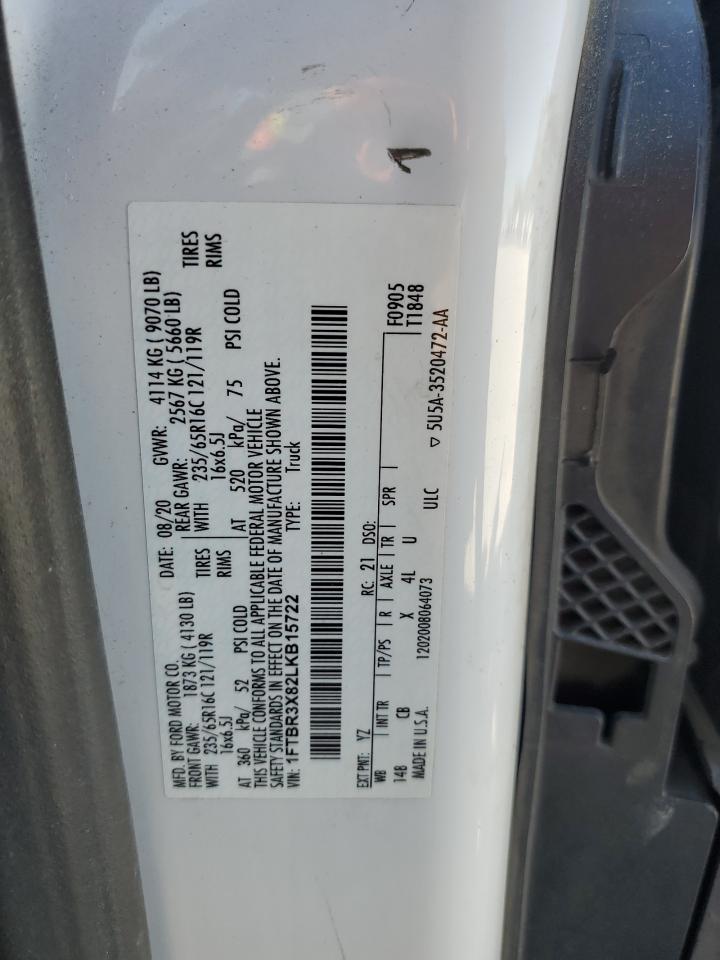 MFD. BY FORD MOTOR CO.
DATE: 08/20 GVWR: 4114 KG ( 9070 LB)
FRONT GAWR: 1873 KG ( 4130 LB) REAR GAWR: 2567 KG ( 5660 LB)
WITH 235/65R16C 121/119R TIRES WITH 235/65R16C 121/119R TIRES
16x6.5J RIMS 16x6.5J RIMS
AT 360 kPa/ 52 PSI COLD AT 520 kPa/ 75 PSI COLD
THIS VEHICLE CONFORMS TO ALL APPLICABLE FEDERAL MOTOR VEHICLE
SAFETY STANDARDS IN EFFECT ON THE DATE OF MANUFACTURE SHOWN ABOVE.
VIN: 1FTBR3X82LKB15722 TYPE: Truck
EXT PNT: YZ RC: 21 DSO: F0905
WB INT TR TP/PS R AXLE TR SPR T1848
148 CB X 4L U
MADE IN U.S.A. 1202008064073 ULC ▽ 5U5A-3520472-AA